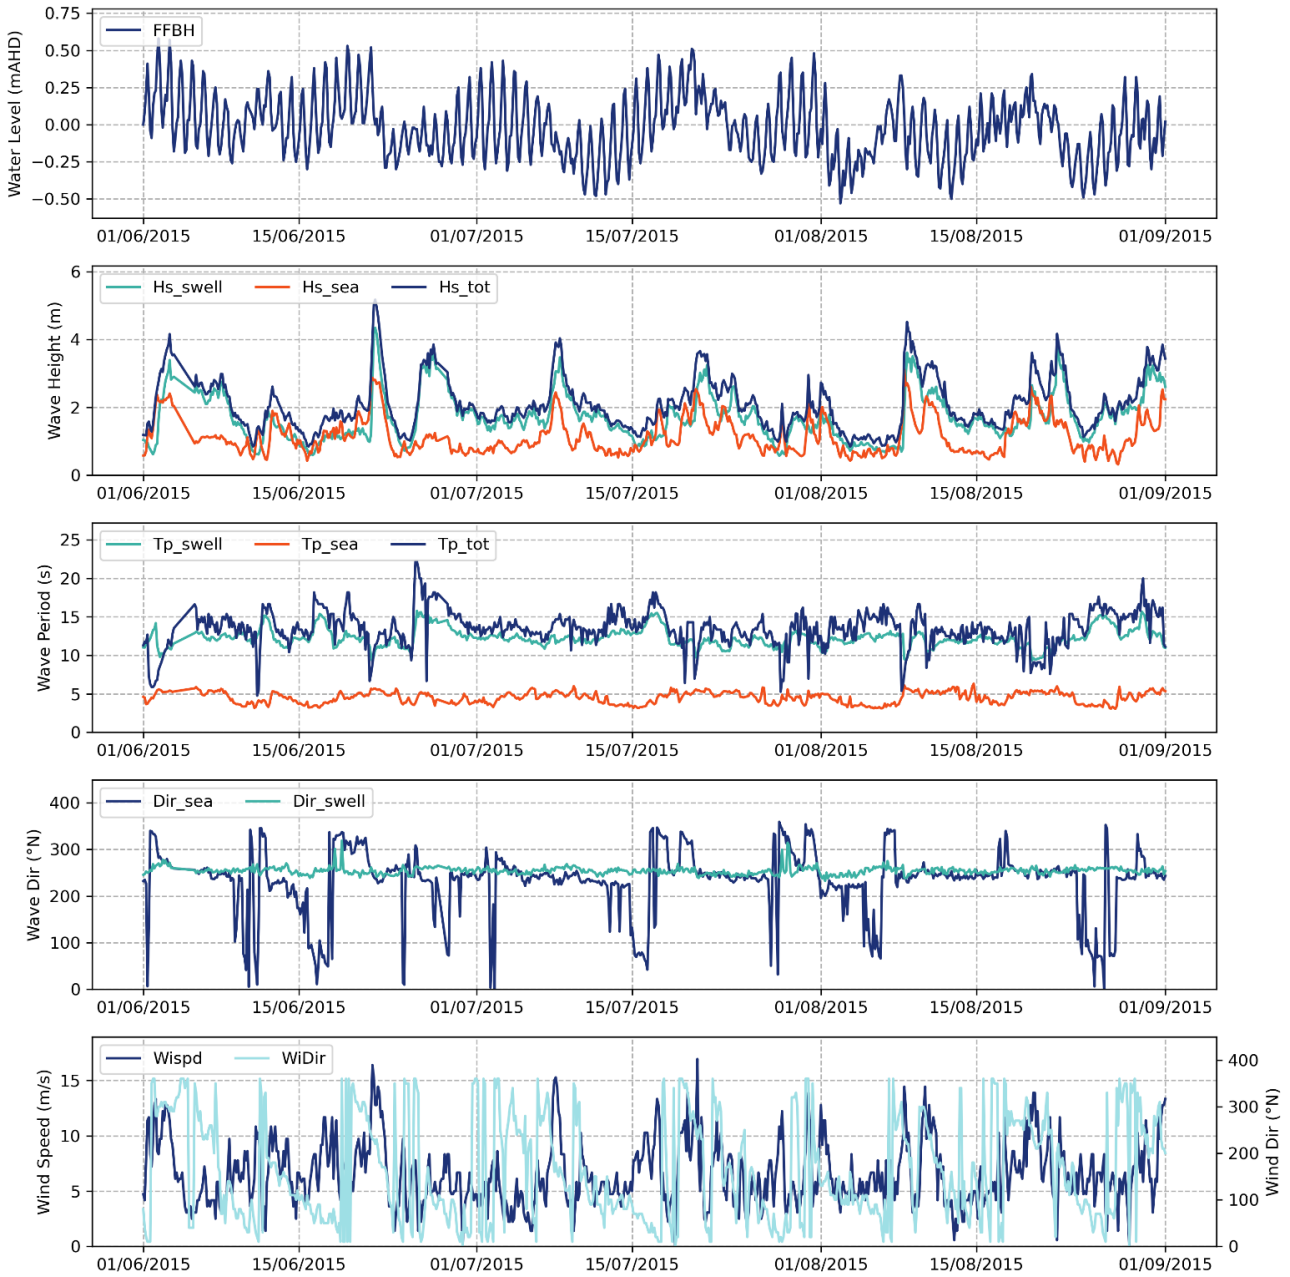 FFBH
Water Level (mAHD)
0.75
0.50
0.25
0.00
−0.25
−0.50
01/06/2015 15/06/2015 01/07/2015 15/07/2015 01/08/2015 15/08/2015 01/09/2015
Hs_swell Hs_sea Hs_tot
Wave Height (m)
6
4
2
0
01/06/2015 15/06/2015 01/07/2015 15/07/2015 01/08/2015 15/08/2015 01/09/2015
Tp_swell Tp_sea Tp_tot
Wave Period (s)
25
20
15
10
5
0
01/06/2015 15/06/2015 01/07/2015 15/07/2015 01/08/2015 15/08/2015 01/09/2015
Dir_sea Dir_swell
Wave Dir (°N)
400
300
200
100
0
01/06/2015 15/06/2015 01/07/2015 15/07/2015 01/08/2015 15/08/2015 01/09/2015
Wispd WiDir
Wind Speed (m/s)
15
10
5
0
400
300
200
100
0
Wind Dir (°N)
01/06/2015 15/06/2015 01/07/2015 15/07/2015 01/08/2015 15/08/2015 01/09/2015